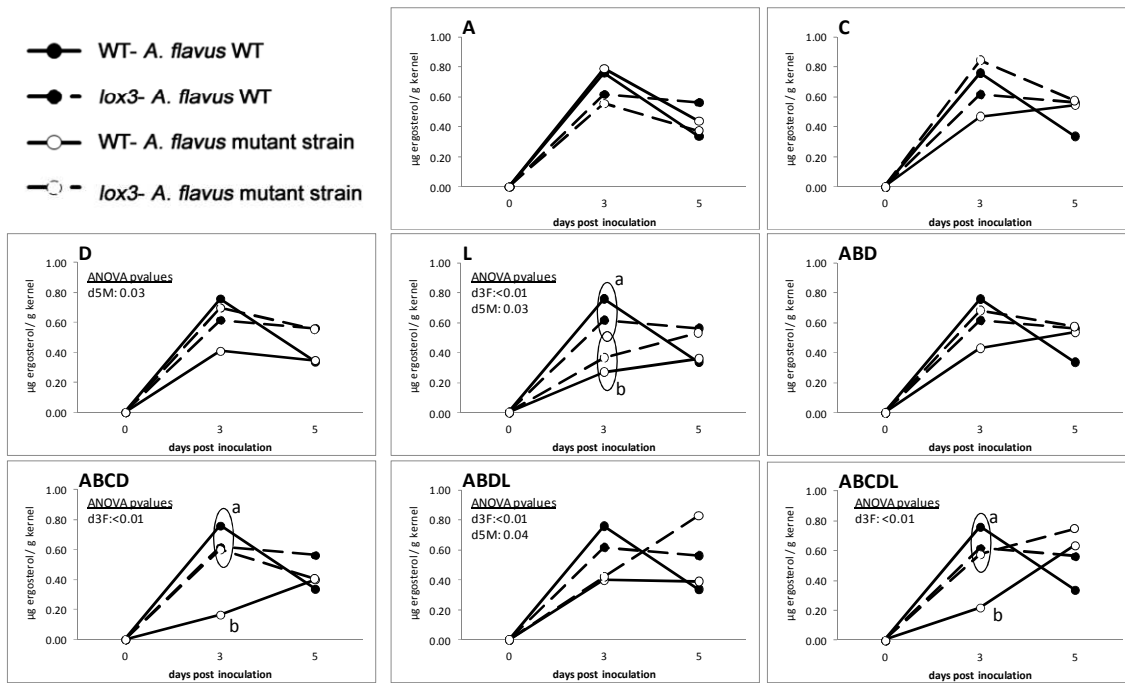 WT- A. flavus WT
lox3- A. flavus WT
WT- A. flavus mutant strain
lox3- A. flavus mutant strain
A
1.00
0.80
0.60
0.40
0.20
0.00
µg ergosterol/ g kernel
0 3 5
days post inoculation
C
1.00
0.80
0.60
0.40
0.20
0.00
µg ergosterol/ g kernel
0 3 5
days post inoculation
D
ANOVA pvalues
d5M: 0.03
1.00
0.80
0.60
0.40
0.20
0.00
µg ergosterol/ g kernel
0 3 5
days post inoculation
L
ANOVA pvalues
d3F:<0.01
d5M: 0.03
a
b
1.00
0.80
0.60
0.40
0.20
0.00
µg ergosterol/ g kernel
0 3 5
days post inoculation
ABD
1.00
0.80
0.60
0.40
0.20
0.00
µg ergosterol/ g kernel
0 3 5
days post inoculation
ABCD
ANOVA pvalues
d3F:<0.01
a
b
1.00
0.80
0.60
0.40
0.20
0.00
µg ergosterol/ g kernel
0 3 5
days post inoculation
ABDL
ANOVA pvalues
d3F:<0.01
d5M: 0.04
1.00
0.80
0.60
0.40
0.20
0.00
µg ergosterol/ g kernel
0 3 5
days post inoculation
ABCDL
ANOVA pvalues
d3F:<0.01
a
b
1.00
0.80
0.60
0.40
0.20
0.00
µg ergosterol/ g kernel
0 3 5
days post inoculation